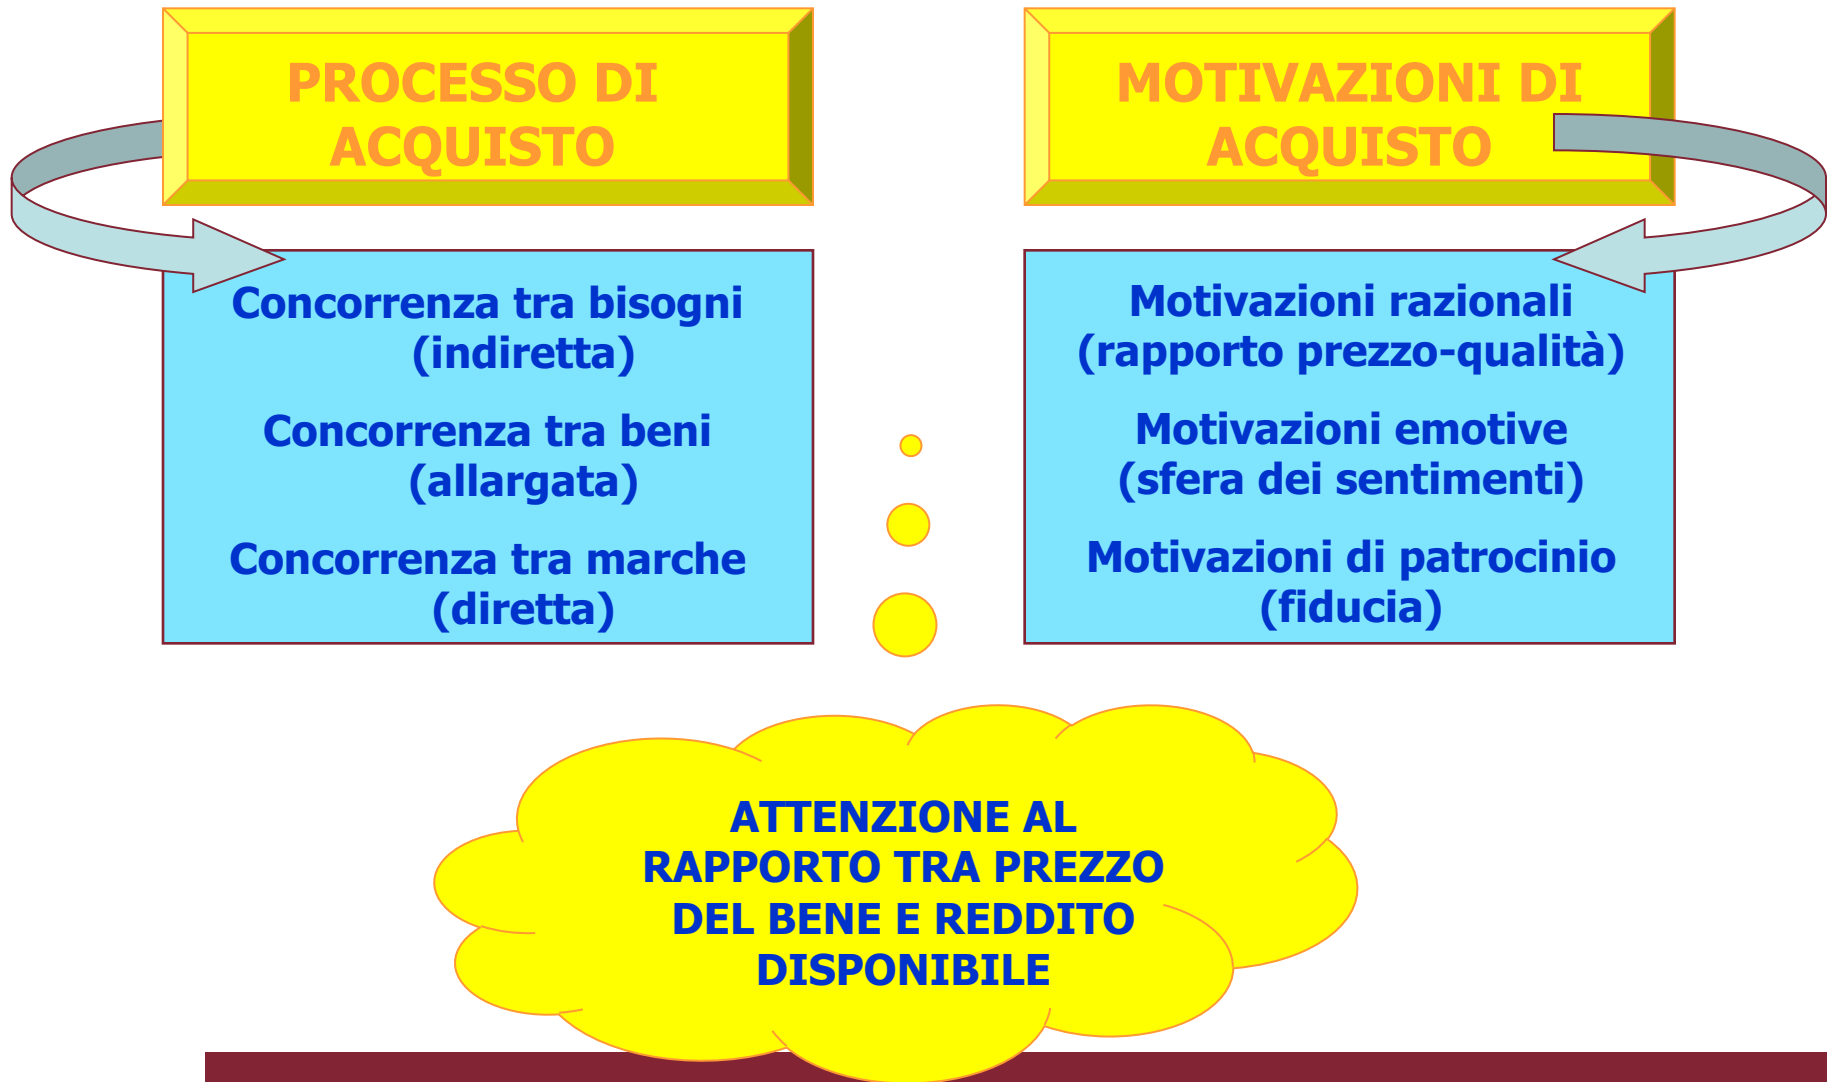 PROCESSO DI
ACQUISTO
Concorrenza tra bisogni
(indiretta)
Concorrenza tra beni
(allargata)
Concorrenza tra marche
(diretta)
MOTIVAZIONI DI
ACQUISTO
Motivazioni razionali
(rapporto prezzo-qualità)
Motivazioni emotive
(sfera dei sentimenti)
Motivazioni di patrocinio
(fiducia)
ATTENZIONE AL
RAPPORTO TRA PREZZO
DEL BENE E REDDITO
DISPONIBILE